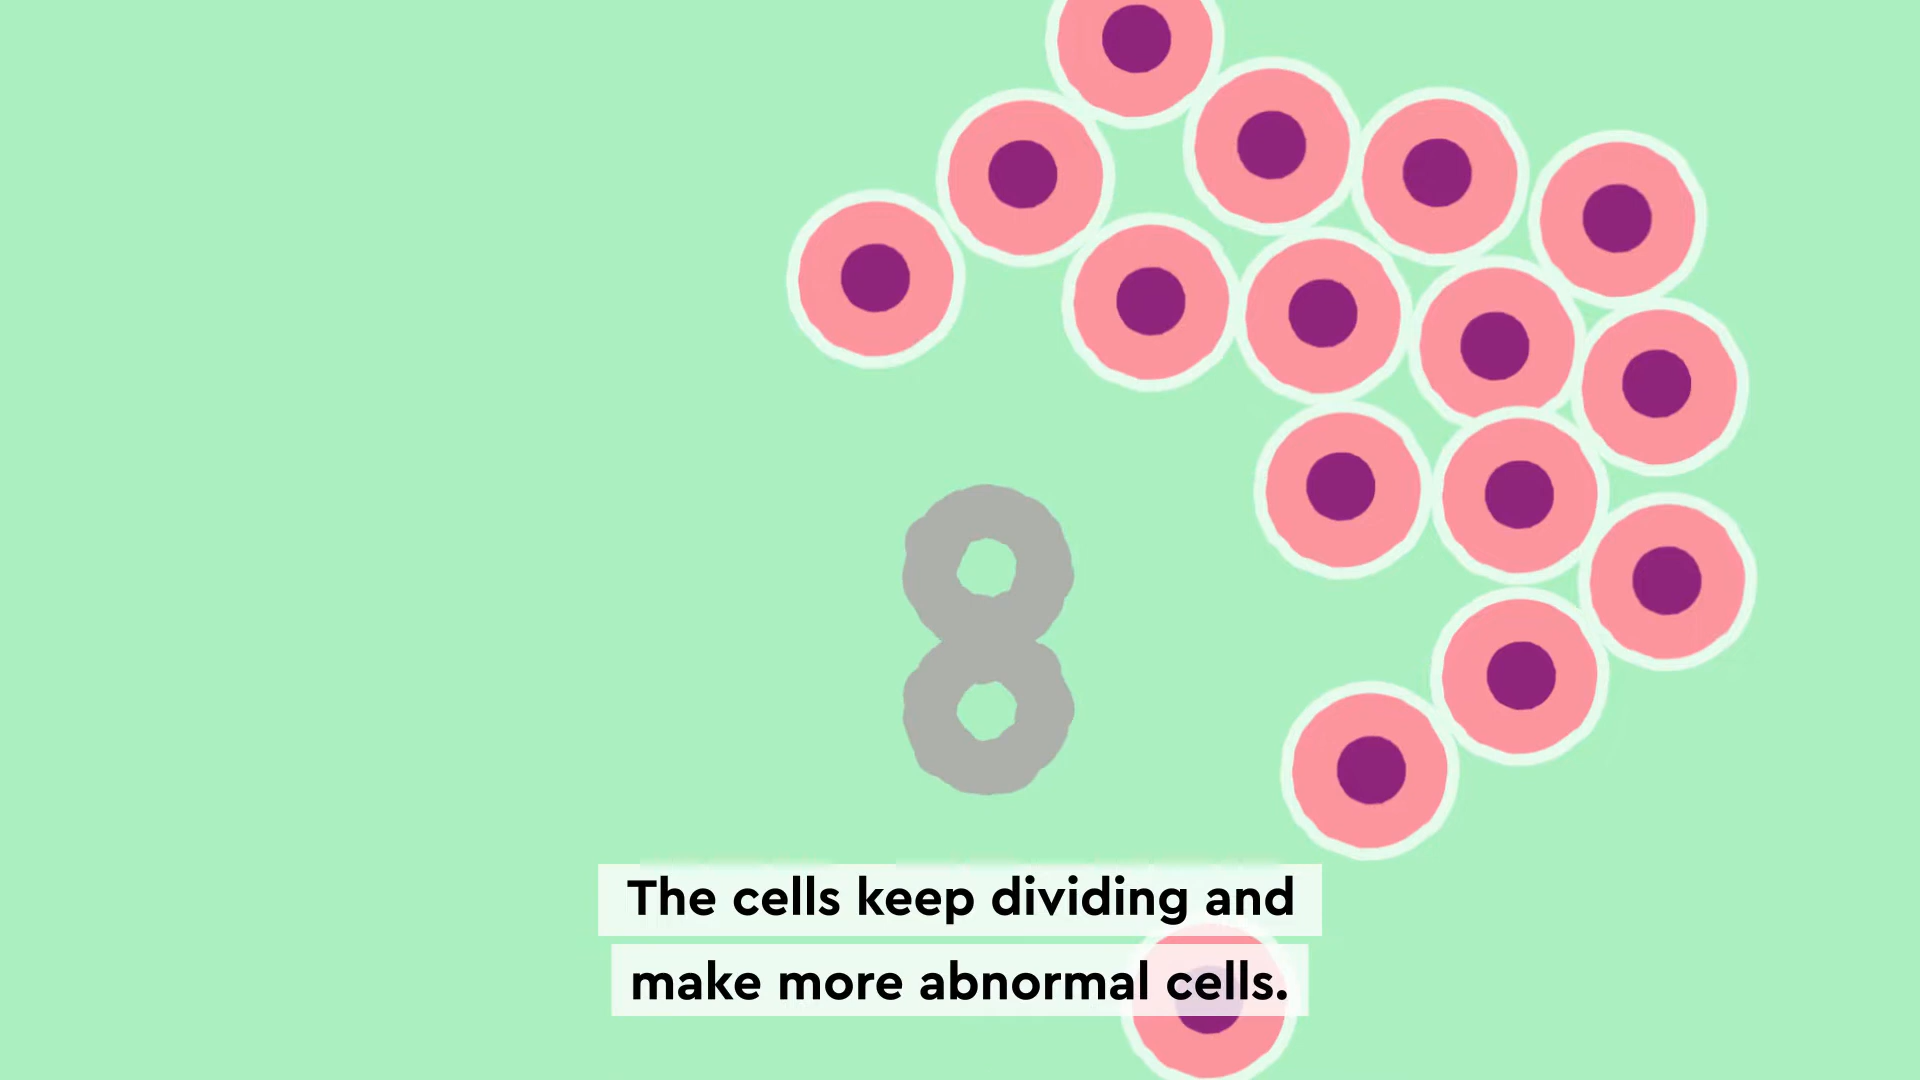 The cells keep dividing and
make more abnormal cells.